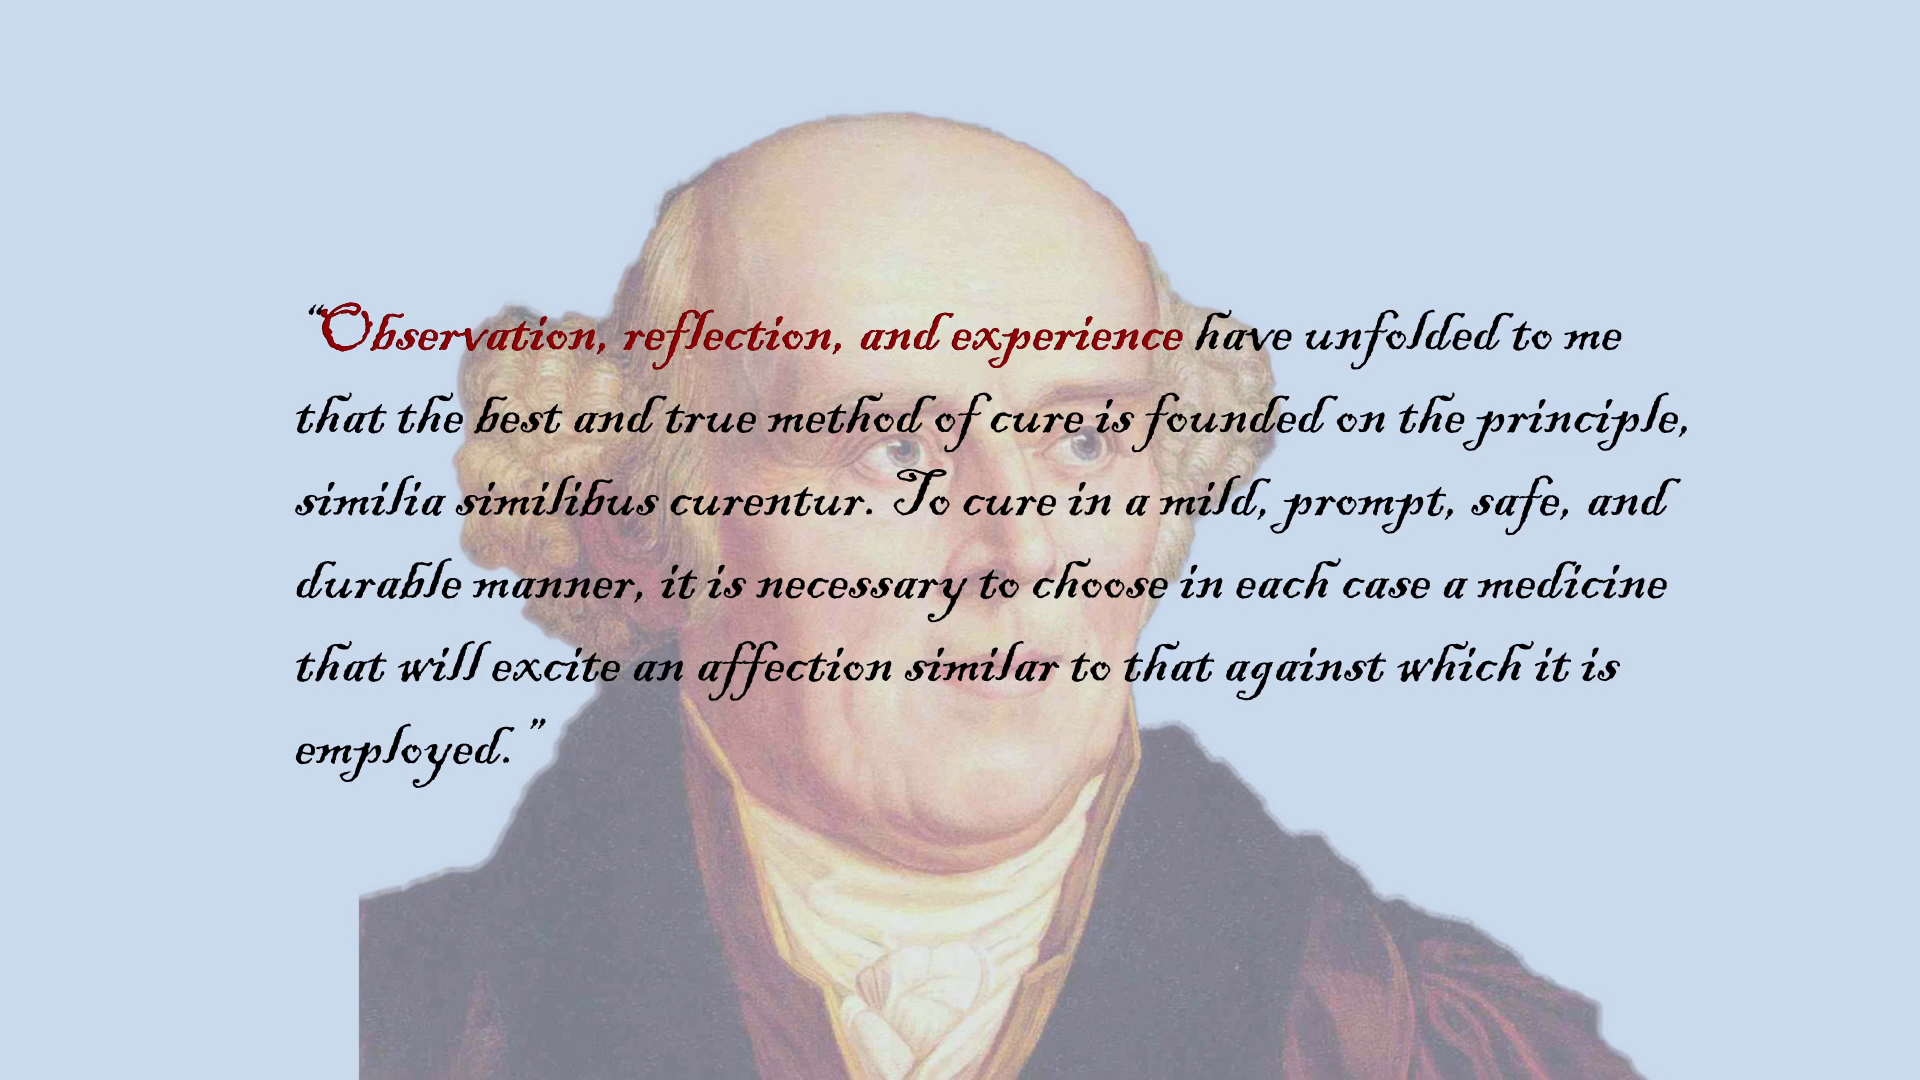 “Observation, reflection, and experience have unfolded to me
that the best and true method of cure is founded on the principle,
similia similibus curentur. To cure in a mild, prompt, safe, and
durable manner, it is necessary to choose in each case a medicine
that will excite an affection similar to that against which it is
employed.”